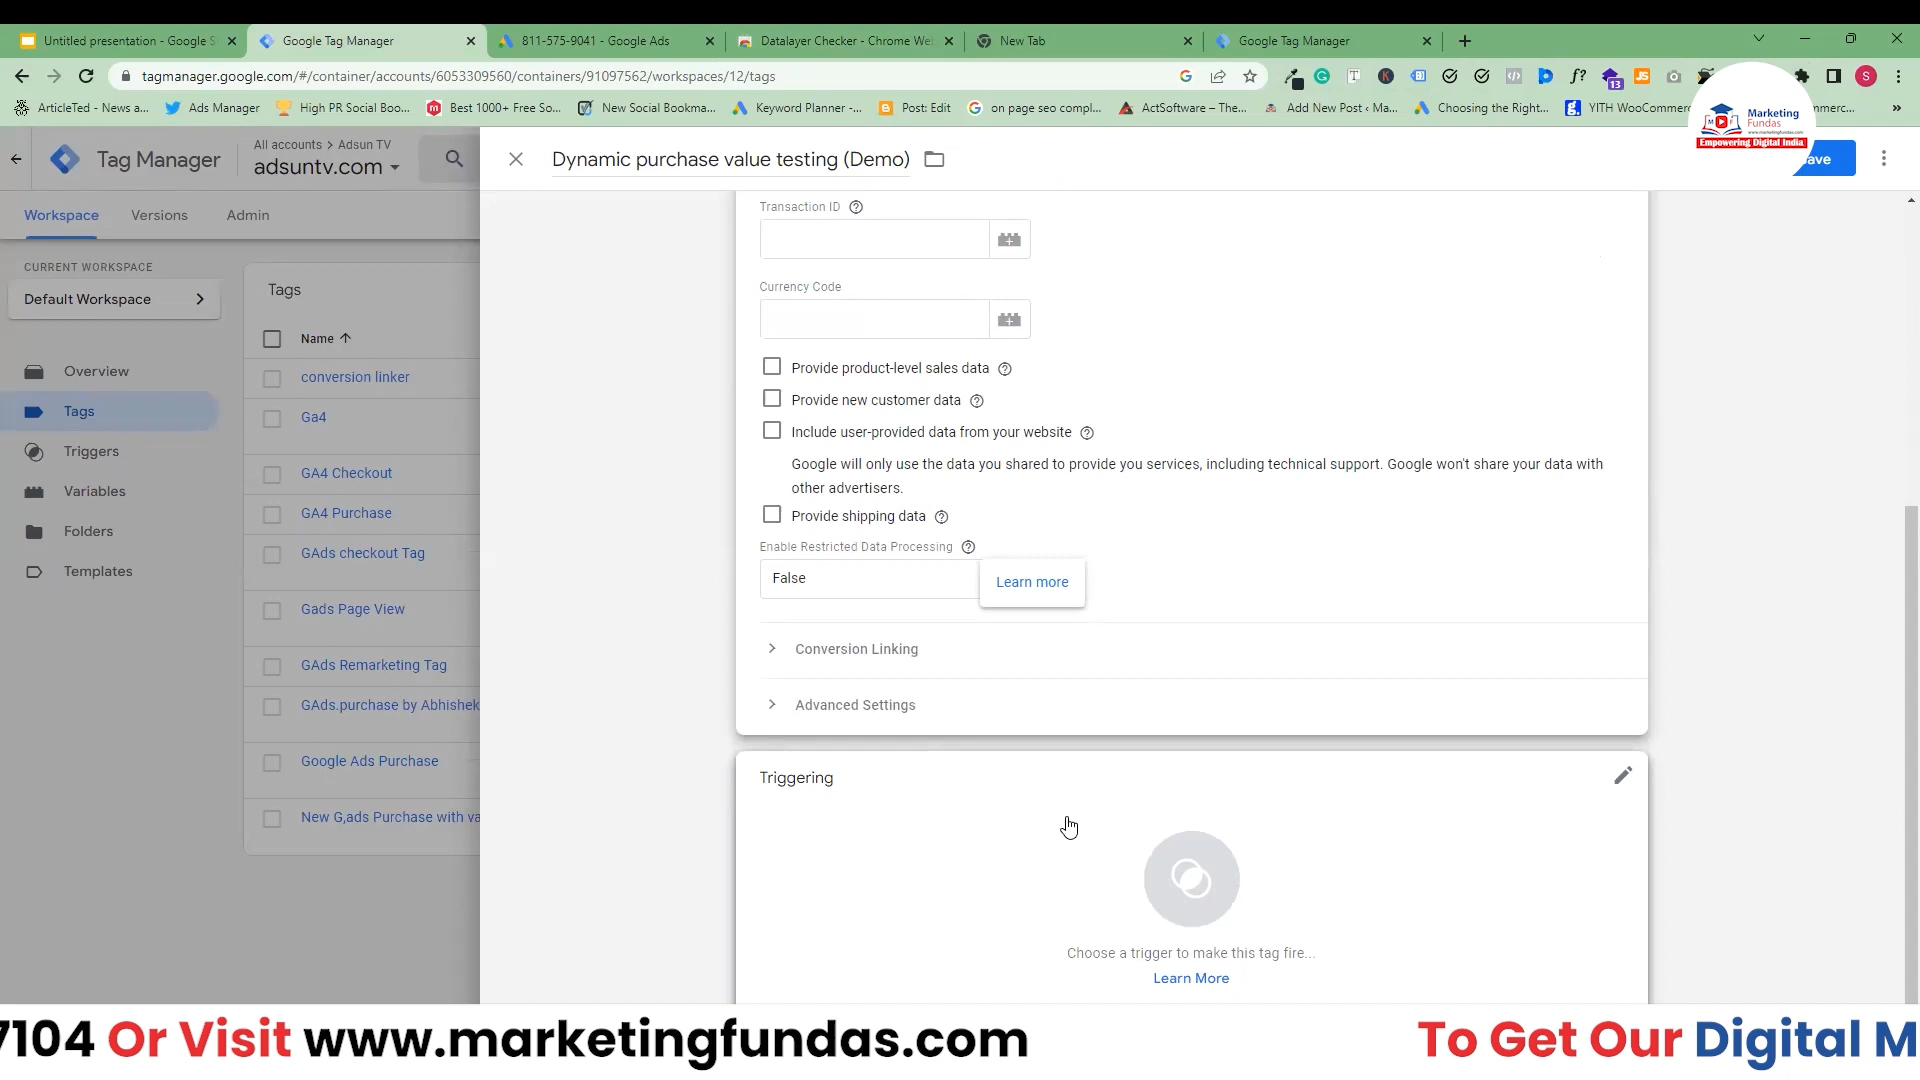 Untitled presentation - Google S
Google Tag Manager
811-575-9041 - Google Ads
Datalayer Checker - Chrome We
New Tab
Google Tag Manager
tagmanager.google.com/#/container/accounts/6053309560/containers/91097562/workspaces/12/tags
ArticleTed - News a...
Ads Manager
High PR Social Boo...
Best 1000+ Free So...
New Social Bookma...
Keyword Planner -...
Post: Edit
on page seo compl...
ActSoftware – The...
Add New Post ‹ Ma...
Choosing the Right...
YITH WooCommerc
mmerc...
13
S
Marketing
Fundas
www.marketingfundas.com
Empowering Digital India
Tag Manager
All accounts > Adsun TV
adsuntv.com
Dynamic purchase value testing (Demo)
ave
Workspace
Versions
Admin
CURRENT WORKSPACE
Default Workspace
Overview
Tags
Triggers
Variables
Folders
Templates
Tags
Name
conversion linker
Ga4
GA4 Checkout
GA4 Purchase
GAds checkout Tag
Gads Page View
GAds Remarketing Tag
GAds.purchase by Abhishek
Google Ads Purchase
New G,ads Purchase with va
Transaction ID
Currency Code
Provide product-level sales data
Provide new customer data
Include user-provided data from your website
Google will only use the data you shared to provide you services, including technical support. Google won't share your data with
other advertisers.
Provide shipping data
Enable Restricted Data Processing
False
Learn more
Conversion Linking
Advanced Settings
Triggering
Choose a trigger to make this tag fire...
Learn More
7104 Or Visit www.marketingfundas.com
To Get Our Digital M